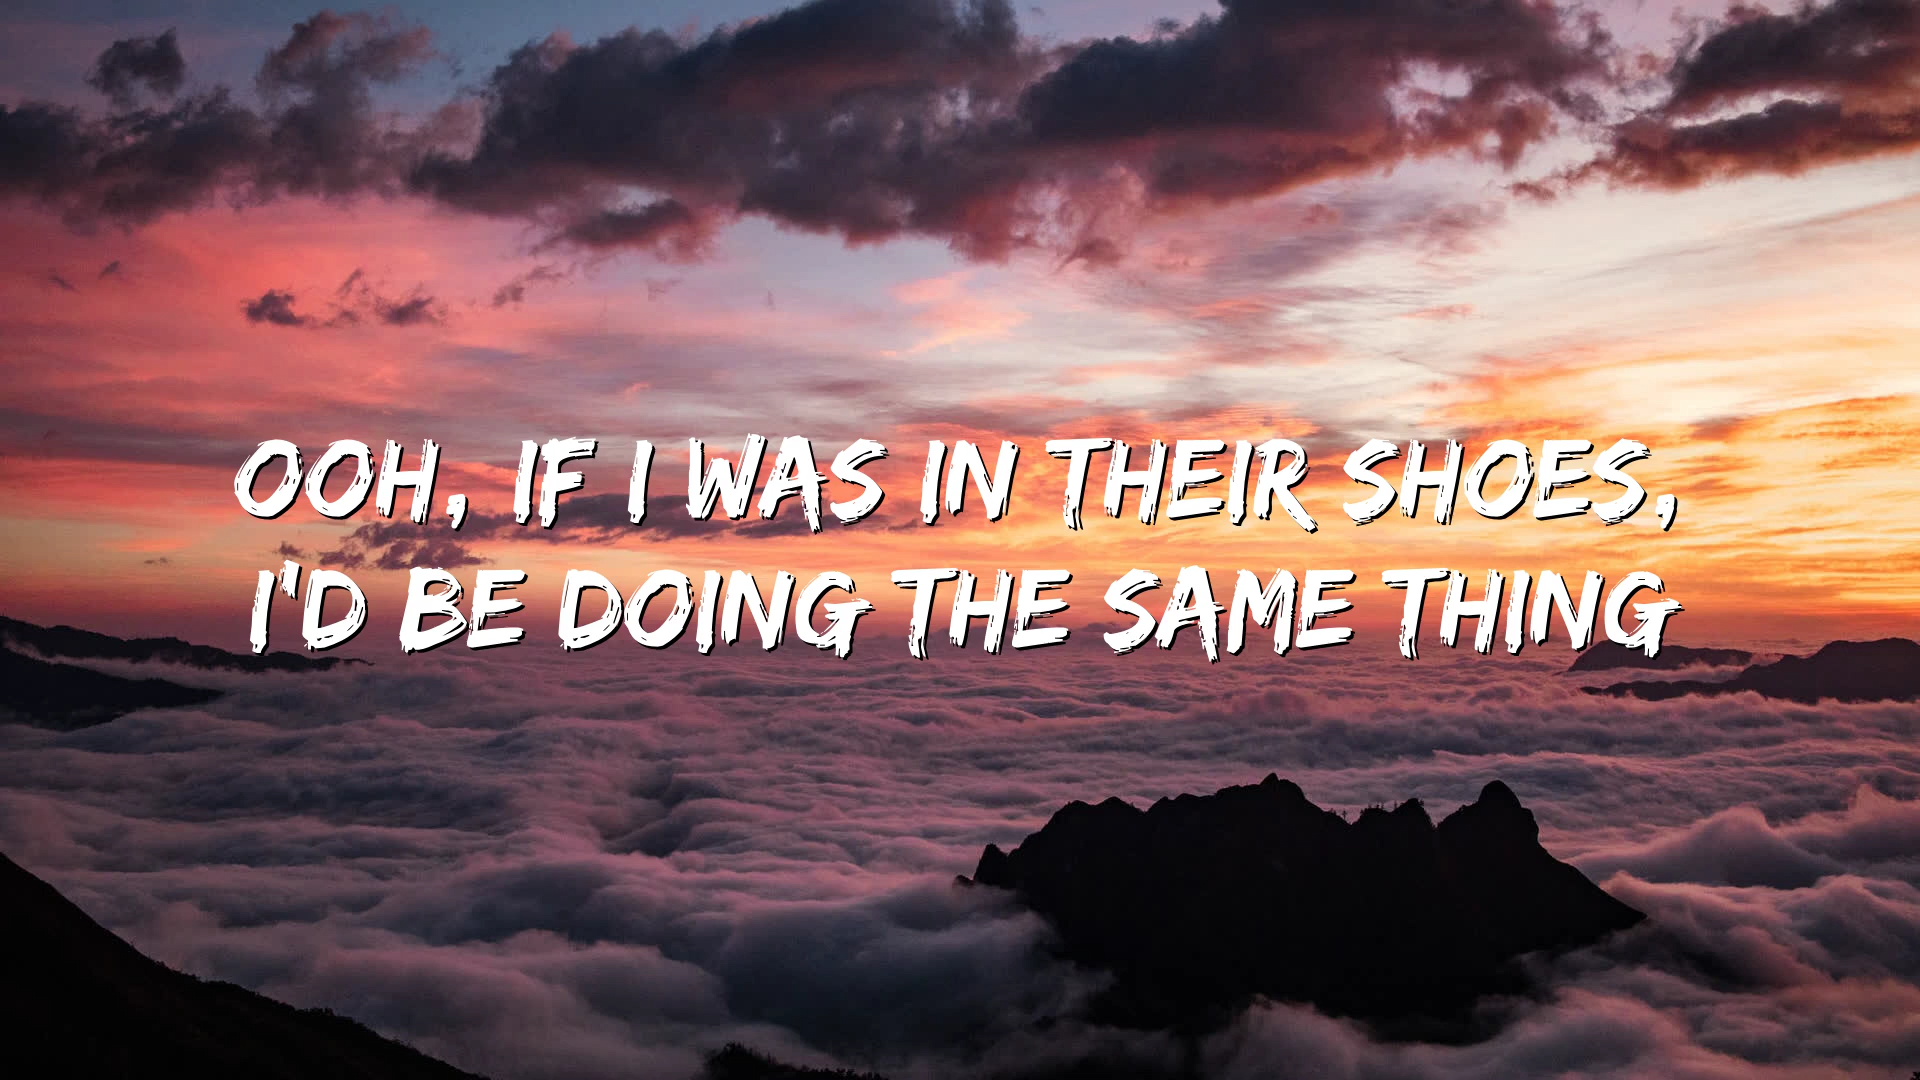 OOH, IF I WAS IN THEIR SHOES,
I'D BE DOING THE SAME THING